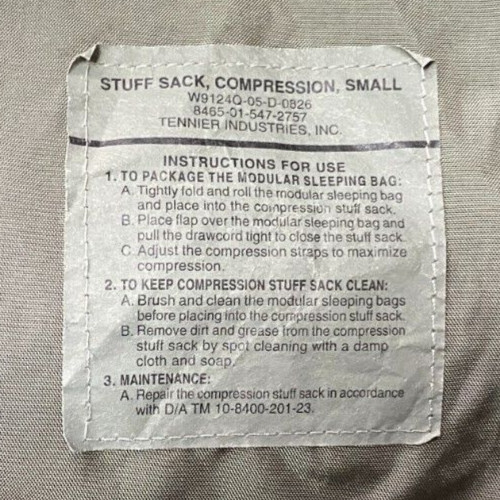 STUFF SACK, COMPRESSION, SMALL
W9124Q-05-D-0826
8465-01-547-2757
TENNIER INDUSTRIES, INC.
INSTRUCTIONS FOR USE
1. TO PACKAGE THE MODULAR SLEEPING BAG:
A. Tightly fold and roll the modular sleeping bag
and place into the compression stuff sack.
B. Place flap over the modular sleeping bag and
pull the drawcord tight to close the stuff sack.
C. Adjust the compression straps to maximize
compression.
2. TO KEEP COMPRESSION STUFF SACK CLEAN:
A. Brush and clean the modular sleeping bags
before placing into the compression stuff sack.
B. Remove dirt and grease from the compression
stuff sack by spot cleaning with a damp
cloth and soap.
3. MAINTENANCE:
A. Repair the compression stuff sack in accordance
with D/A TM 10-8400-201-23.